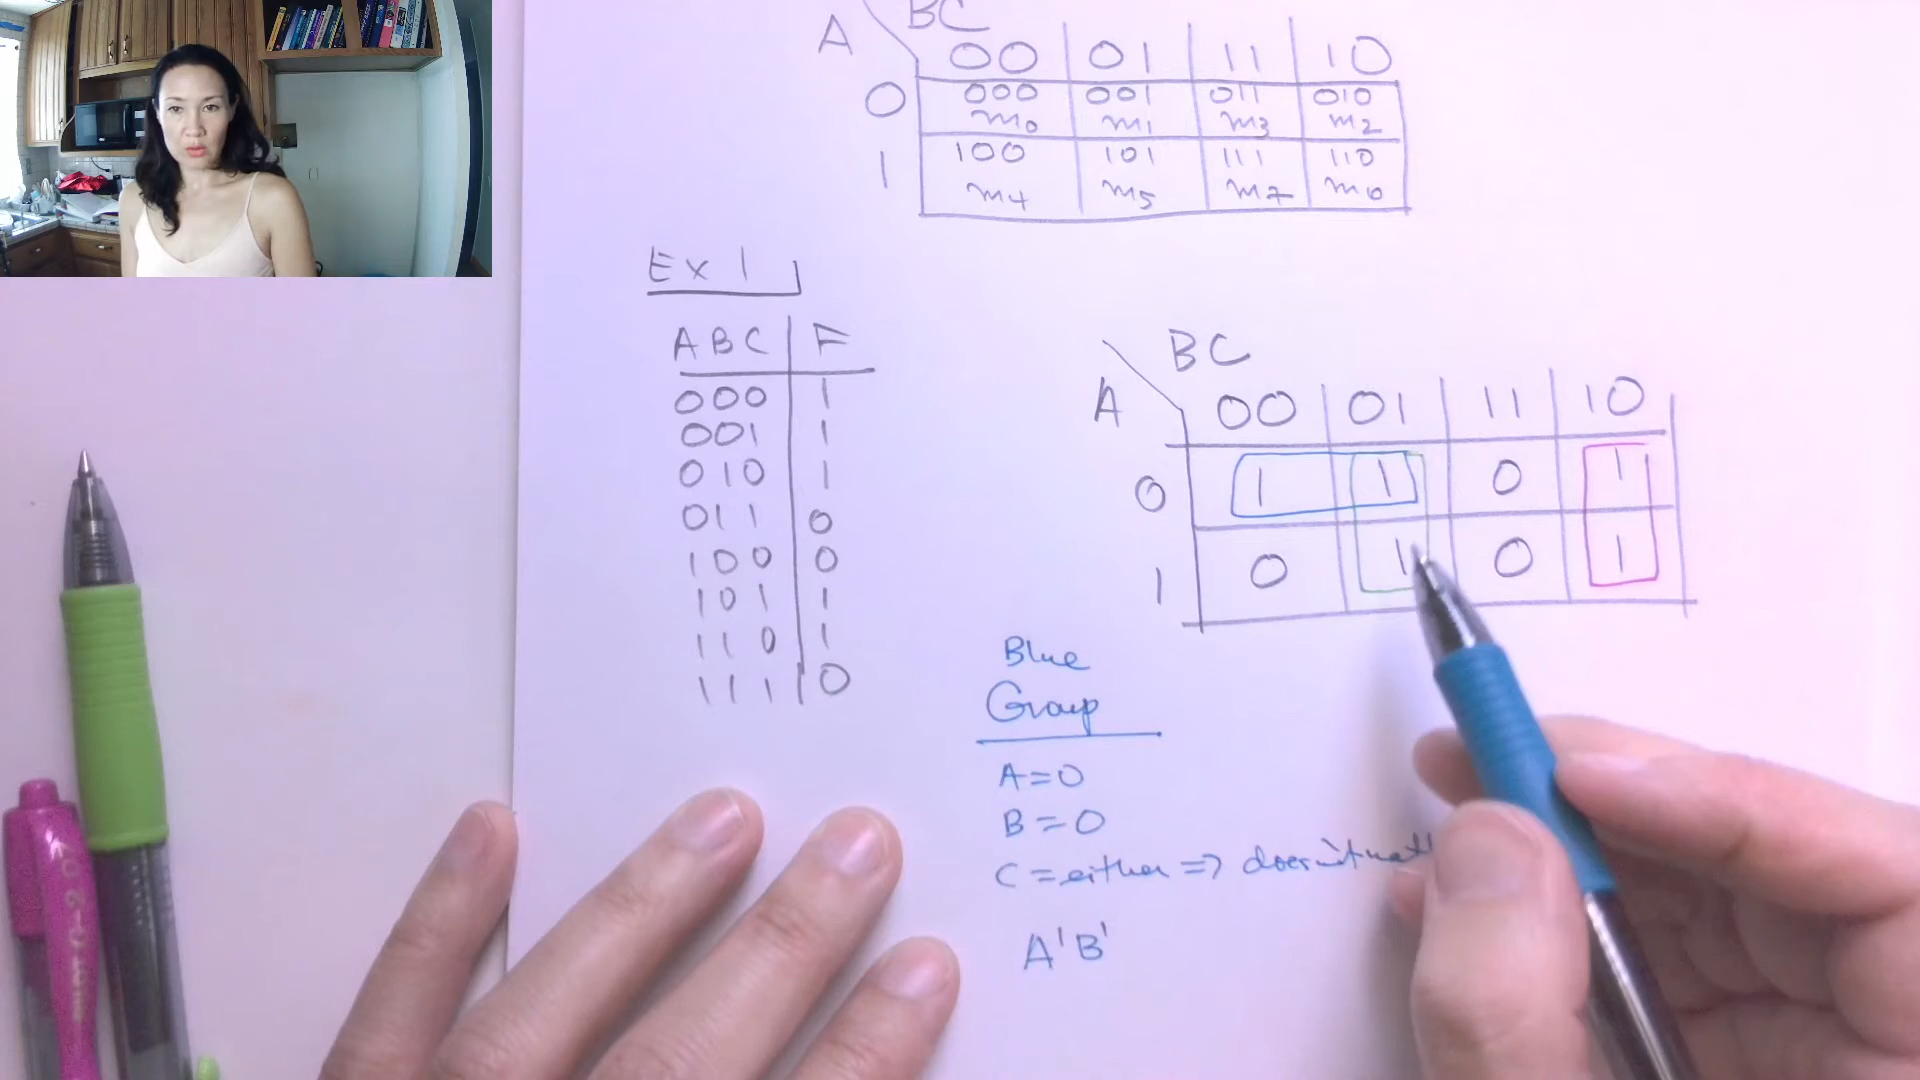 BC
A 00 01 11 10
0 000 001 011 010
m0 m1 m3 m2
1 100 101 111 110
m4 m5 m7 m6
Ex 1
A B C F
000 1
001 1
010 1
011 0
100 0
101 1
110 1
111 0
BC
A 00 01 11 10
0 1 1 0 1
1 0 1 0 1
Blue
Group
A=0
B=0
C = either => doesn't matt
A'B'